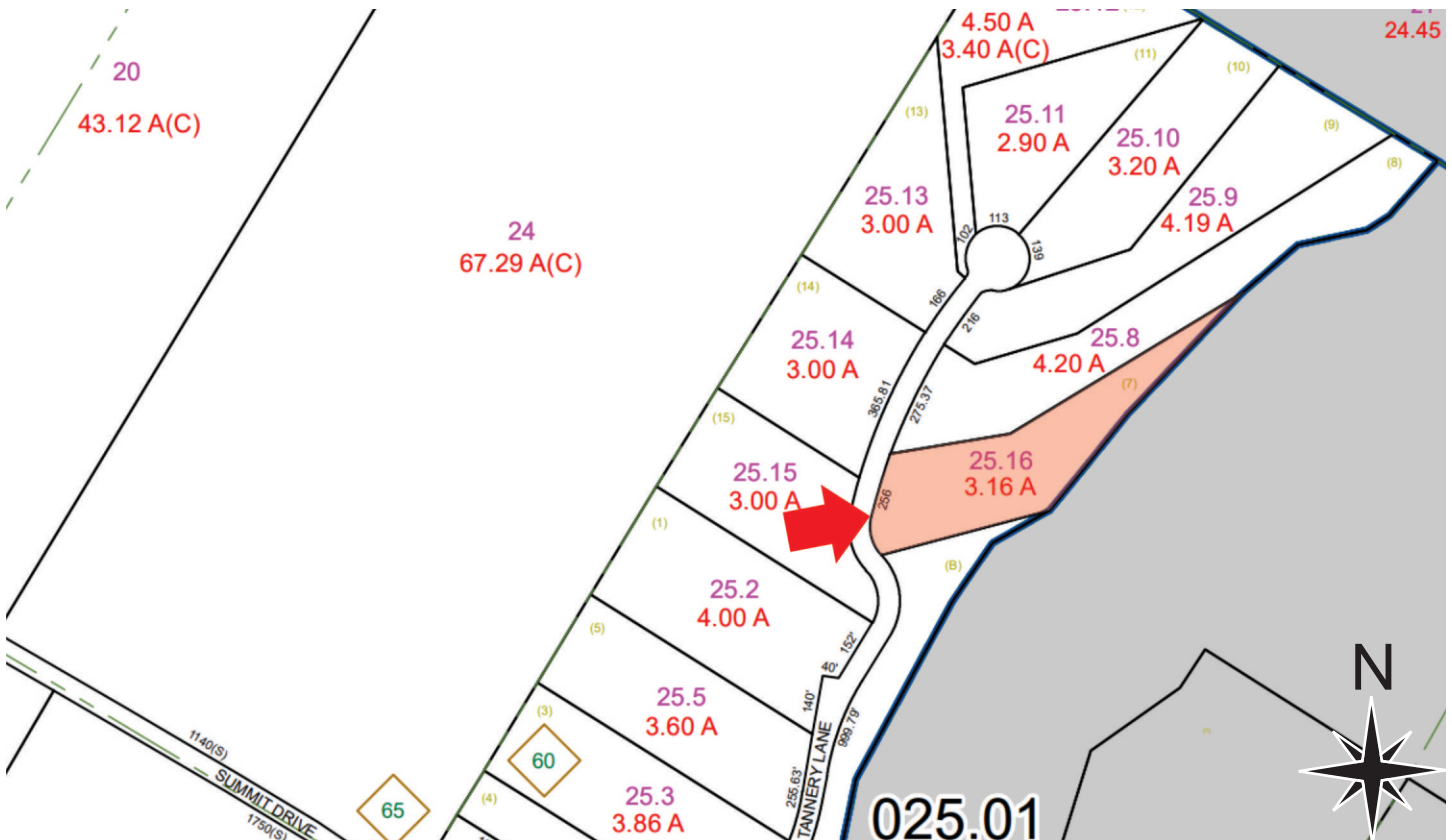 4.50 A
3.40 A(C)
24.45
(11)
(10)
20
43.12 A(C)
(13)
25.11
2.90 A
25.10
3.20 A
(9)
(8)
25.13
3.00 A
25.9
4.19 A
24
67.29 A(C)
102
113
139
(14)
166
216
25.14
3.00 A
25.8
4.20 A
(7)
365.81
275.37
(15)
25.15
3.00 A
25.16
3.16 A
256
(1)
(B)
25.2
4.00 A
(5)
152'
40'
140'
25.5
3.60 A
999.79'
(3)
60
1140(S)
SUMMIT DRIVE
1750(S)
65
(4)
25.3
3.86 A
255.63'
TANNERY LANE
025.01
N